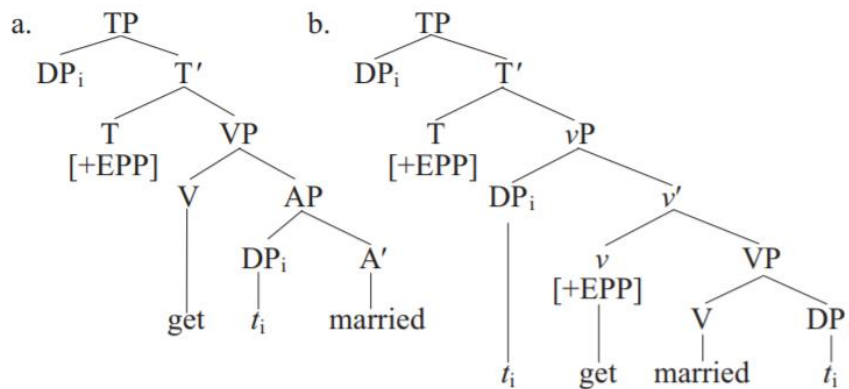 a. TP b. TP
DPᵢ T′ DPᵢ T′
T VP T vP
[+EPP] [+EPP]
V AP DPᵢ v′
DPᵢ A′ v VP
[+EPP]
V DP
get tᵢ married
tᵢ get married tᵢ